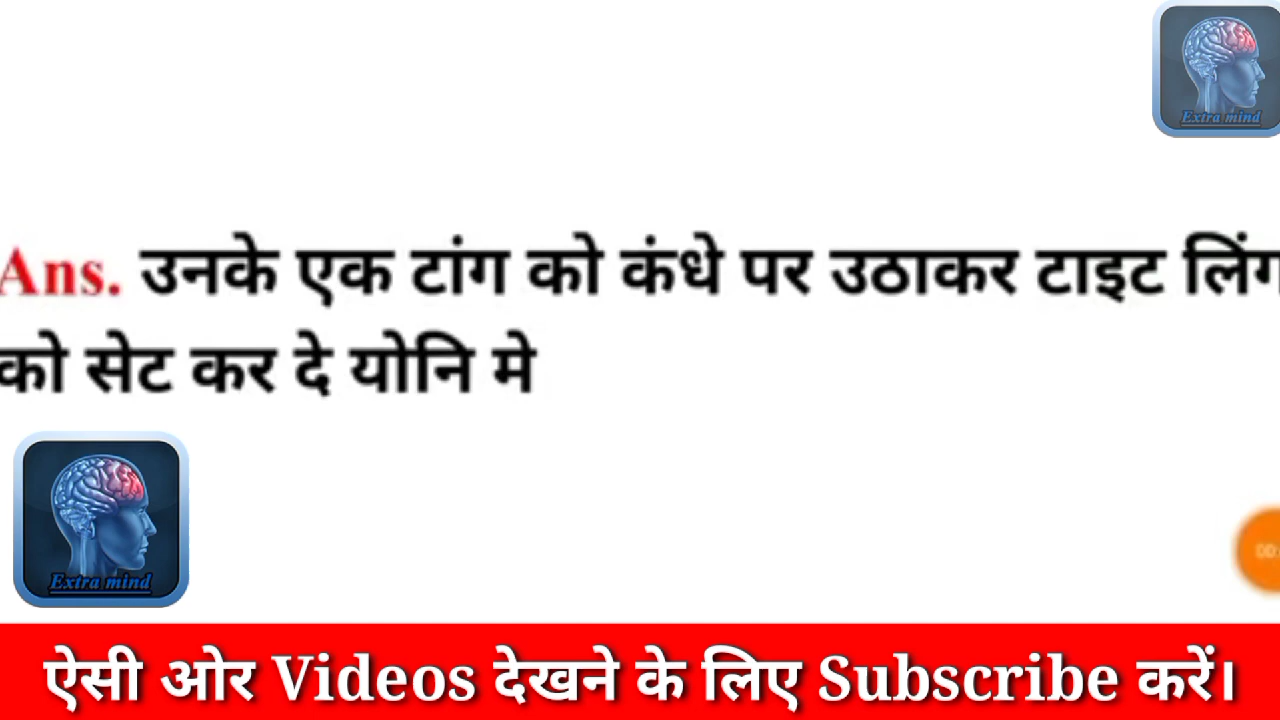 Extra mind
Ans. उनके एक टांग को कंधे पर उठाकर टाइट लिंग
को सेट कर दे योनि मे
Extra mind
ऐसी ओर Videos देखने के लिए Subscribe करें।